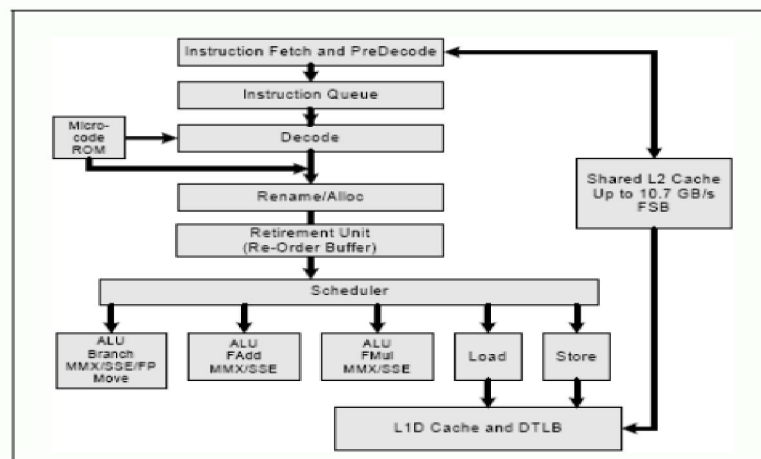 Instruction Fetch and PreDecode
Instruction Queue
Micro-
code
ROM
Decode
Shared L2 Cache
Up to 10.7 GB/s
FSB
Rename/Alloc
Retirement Unit
(Re-Order Buffer)
Scheduler
ALU
Branch
MMX/SSE/FP
Move
ALU
FAdd
MMX/SSE
ALU
FMul
MMX/SSE
Load
Store
L1D Cache and DTLB